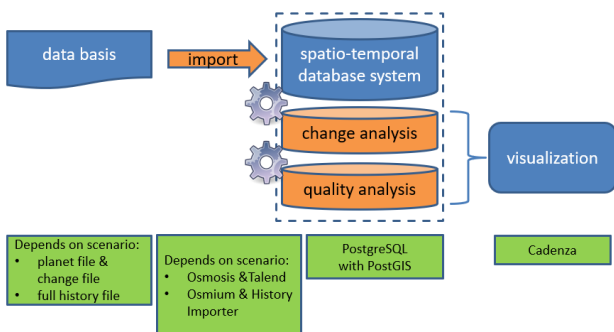 data basis
import
spatio-temporal
database system
change analysis
quality analysis
visualization
Depends on scenario:
• planet file &
change file
• full history file
Depends on scenario:
• Osmosis &Talend
• Osmium & History
Importer
PostgreSQL
with PostGIS
Cadenza